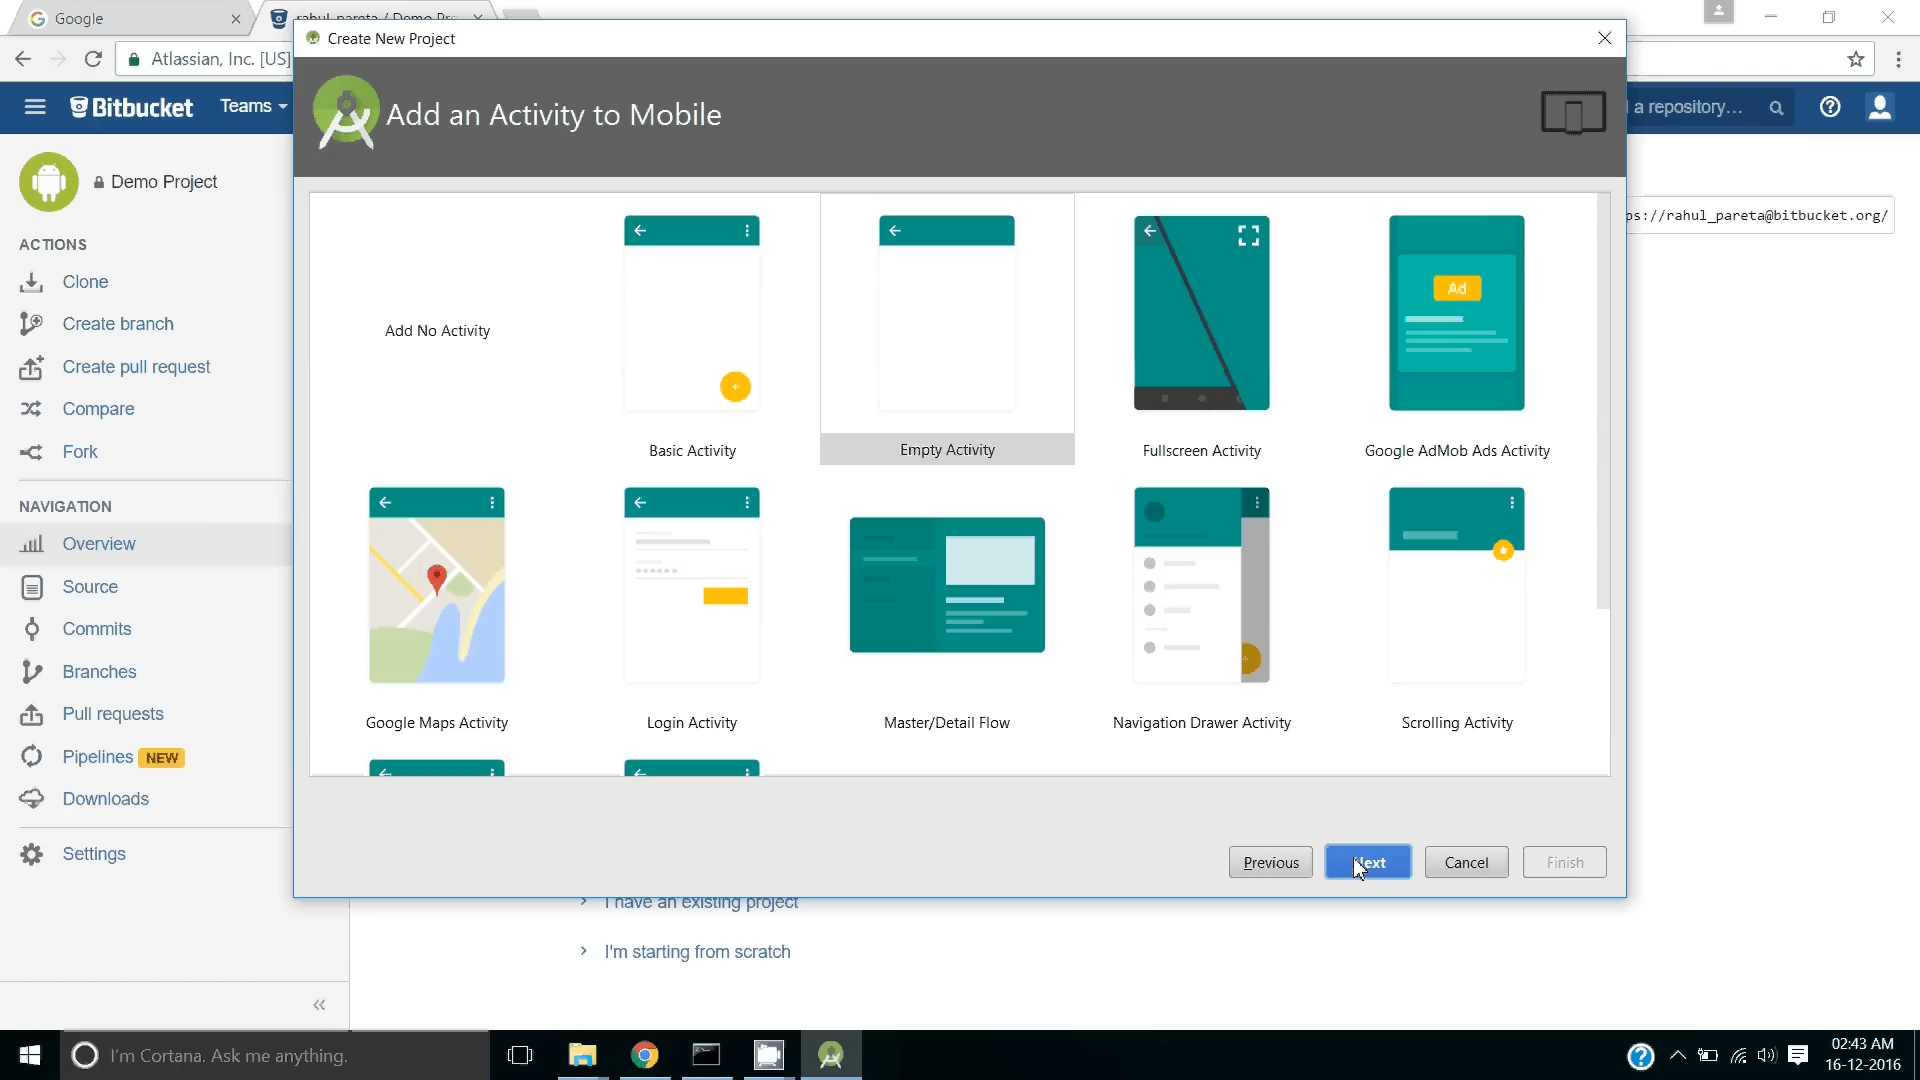 Google
rahul_pareta / Demo Pro
Create New Project
Atlassian, Inc. [US]
Add an Activity to Mobile
Bitbucket
Teams
a repository...
Demo Project
ps://rahul_pareta@bitbucket.org/
ACTIONS
Clone
Create branch
Create pull request
Compare
Fork
NAVIGATION
Overview
Source
Commits
Branches
Pull requests
Pipelines NEW
Downloads
Settings
Add No Activity
Ad
Basic Activity
Empty Activity
Fullscreen Activity
Google AdMob Ads Activity
Google Maps Activity
Login Activity
Master/Detail Flow
Navigation Drawer Activity
Scrolling Activity
Previous
Next
Cancel
Finish
I have an existing project
I'm starting from scratch
I'm Cortana. Ask me anything.
02:43 AM
16-12-2016